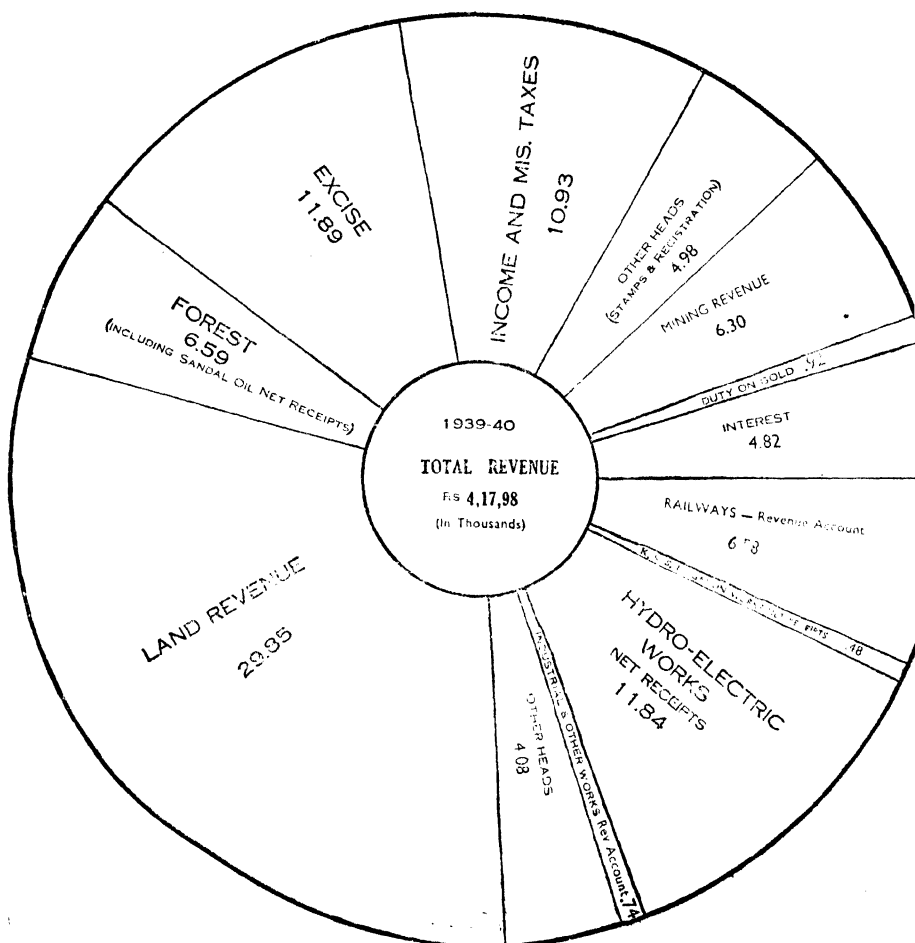 INCOME AND MIS. TAXES
10.93
OTHER HEADS
(STAMPS & REGISTRATION)
4.98
MINING REVENUE
6.30
DUTY ON GOLD
INTEREST
4.82
RAILWAYS — Revenue Account
.48
HYDRO-ELECTRIC
WORKS
NET RECEIPTS
11.84
INDUSTRIAL & OTHER WORKS Rev Account .74
OTHER HEADS
4.08
LAND REVENUE
FOREST
6.59
(INCLUDING SANDAL OIL NET RECEIPTS)
EXCISE
11.89
1939-40
TOTAL REVENUE
RS 4,17,98
(In Thousands)